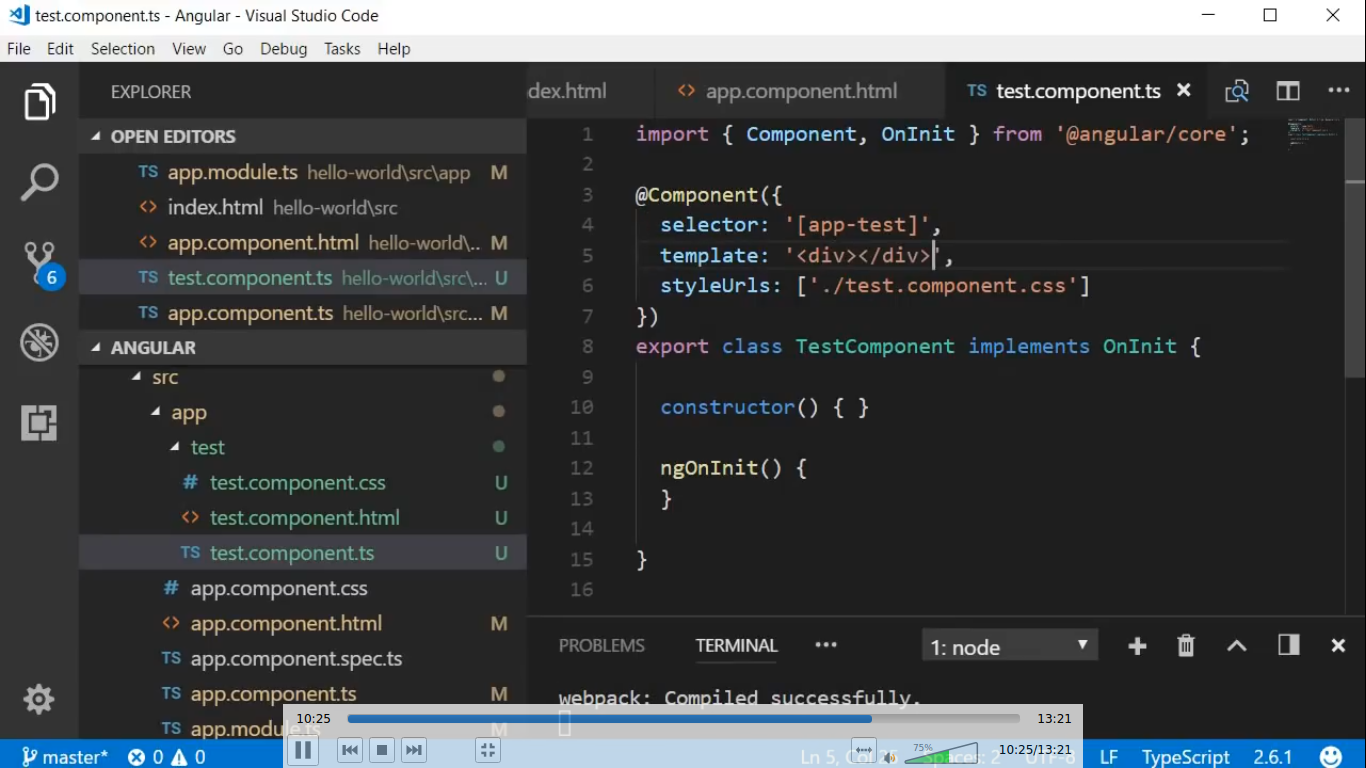 test.component.ts - Angular - Visual Studio Code
File Edit Selection View Go Debug Tasks Help
EXPLORER
OPEN EDITORS
TS app.module.ts hello-world\src\app M
<> index.html hello-world\src
<> app.component.html hello-world\.. M
TS test.component.ts hello-world\src\... U
TS app.component.ts hello-world\src... M
ANGULAR
src
app
test
# test.component.css U
<> test.component.html U
TS test.component.ts U
# app.component.css
<> app.component.html M
TS app.component.spec.ts
TS app.component.ts M
TS app.module.ts M
6
dex.html <> app.component.html TS test.component.ts
1 import { Component, OnInit } from '@angular/core';
2
3 @Component({
4 selector: '[app-test]',
5 template: '<div></div>',
6 styleUrls: ['./test.component.css']
7 })
8 export class TestComponent implements OnInit {
9
10 constructor() { }
11
12 ngOnInit() {
13 }
14
15 }
16
PROBLEMS TERMINAL ••• 1: node
webpack: Compiled successfully.
10:25 13:21
75%
10:25/13:21
master* 0 0 Ln 5, Col 25 Spaces: 2 UTF-8 LF TypeScript 2.6.1